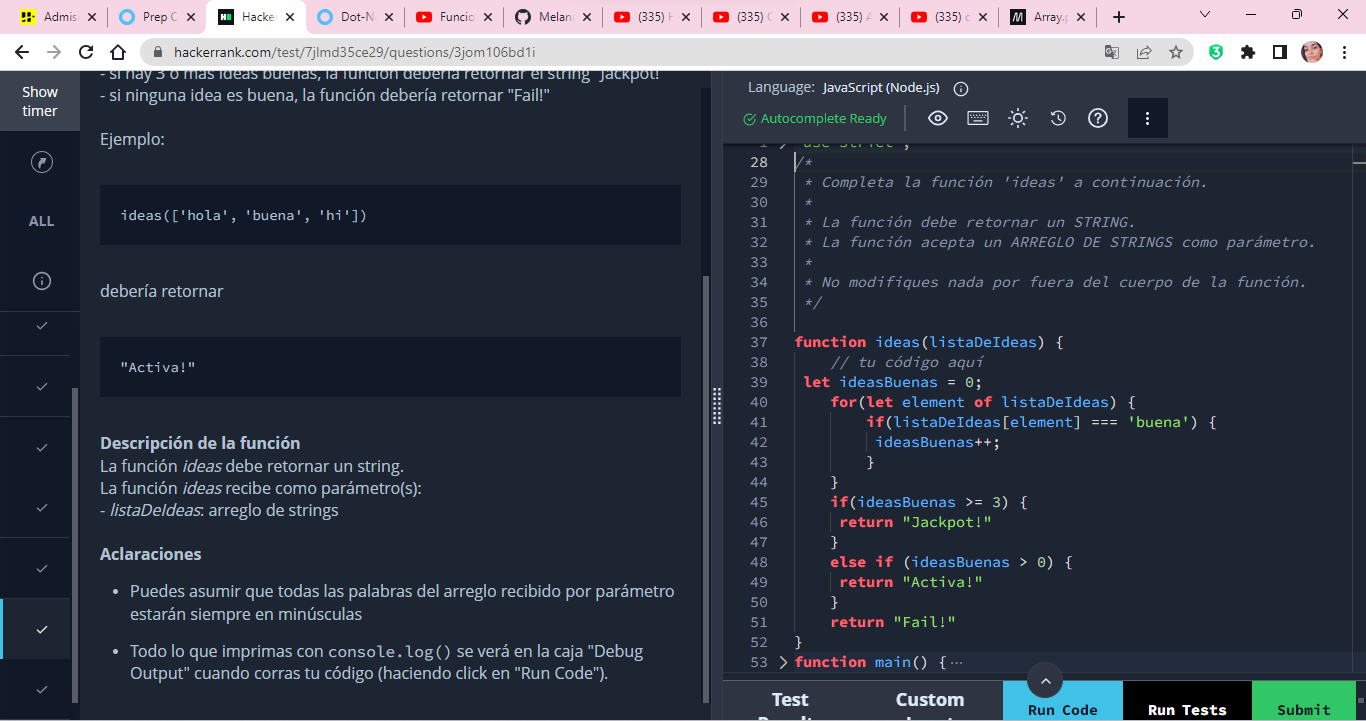 Admis
Prep C
Hacke
Dot-N
Funcio
Melan
(335) H
(335) C
(335) A
(335) c
Array.p
hackerrank.com/test/7jlmd35ce29/questions/3jom106bd1i
Show
timer
ALL
- si hay 3 o más ideas buenas, la función debería retornar el string "Jackpot!"
- si ninguna idea es buena, la función debería retornar "Fail!"
Ejemplo:
ideas(['hola', 'buena', 'hi'])
debería retornar
"Activa!"
Descripción de la función
La función ideas debe retornar un string.
La función ideas recibe como parámetro(s):
- listaDeIdeas: arreglo de strings
Aclaraciones
• Puedes asumir que todas las palabras del arreglo recibido por parámetro
estarán siempre en minúsculas
• Todo lo que imprimas con console.log() se verá en la caja "Debug
Output" cuando corras tu código (haciendo click en "Run Code").
Language: JavaScript (Node.js)
Autocomplete Ready
1 'use strict';
28 /*
29 * Completa la función 'ideas' a continuación.
30 *
31 * La función debe retornar un STRING.
32 * La función acepta un ARREGLO DE STRINGS como parámetro.
33 *
34 * No modifiques nada por fuera del cuerpo de la función.
35 */
36
37 function ideas(listaDeIdeas) {
38 // tu código aquí
39 let ideasBuenas = 0;
40 for(let element of listaDeIdeas) {
41 if(listaDeIdeas[element] === 'buena') {
42 ideasBuenas++;
43 }
44 }
45 if(ideasBuenas >= 3) {
46 return "Jackpot!"
47 }
48 else if (ideasBuenas > 0) {
49 return "Activa!"
50 }
51 return "Fail!"
52 }
53 function main() {···
Test
Custom
Run Code
Run Tests
Submit